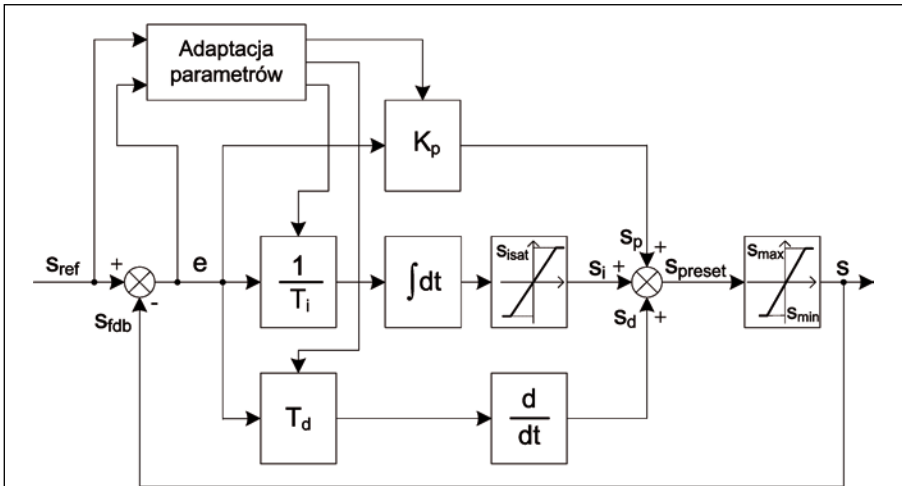 Adaptacja
parametrów
Kp
sref
+
-
sfdb
e
1
Ti
∫dt
sisat
si
+
sp
+
sd
+
spreset
smax
smin
s
Td
d
dt